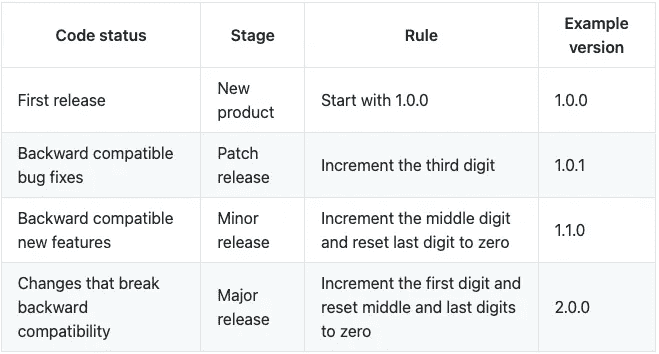 Code status Stage Rule Example version
First release New product Start with 1.0.0 1.0.0
Backward compatible bug fixes Patch release Increment the third digit 1.0.1
Backward compatible new features Minor release Increment the middle digit and reset last digit to zero 1.1.0
Changes that break backward compatibility Major release Increment the first digit and reset middle and last digits to zero 2.0.0